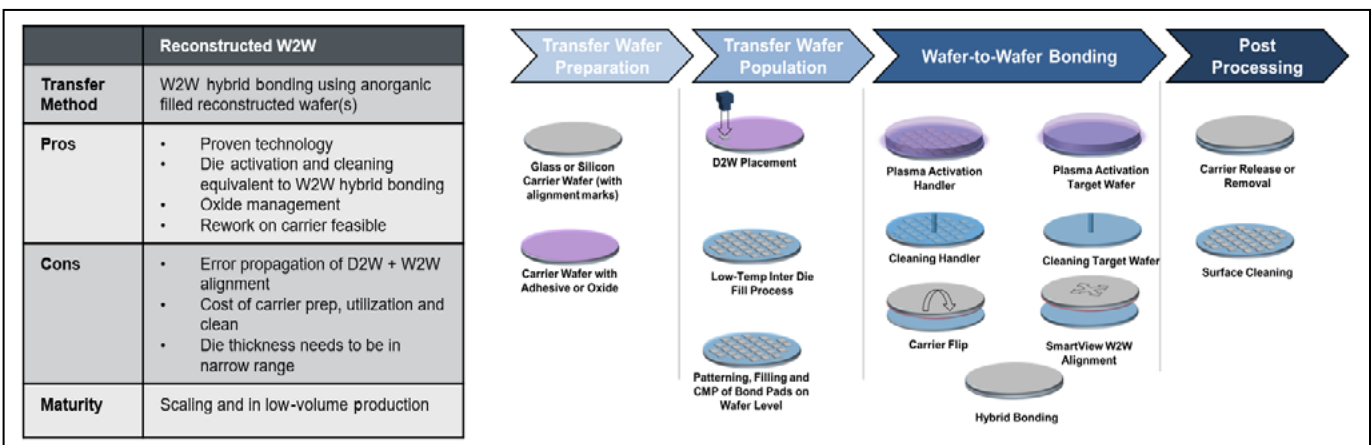 Reconstructed W2W
Transfer
Method
W2W hybrid bonding using anorganic
filled reconstructed wafer(s)
Pros
• Proven technology
• Die activation and cleaning
equivalent to W2W hybrid bonding
• Oxide management
• Rework on carrier feasible
Cons
• Error propagation of D2W + W2W
alignment
• Cost of carrier prep, utilization and
clean
• Die thickness needs to be in
narrow range
Maturity
Scaling and in low-volume production
Transfer Wafer
Preparation
Glass or Silicon
Carrier Wafer (with
alignment marks)
Carrier Wafer with
Adhesive or Oxide
Transfer Wafer
Population
D2W Placement
Low-Temp Inter Die
Fill Process
Patterning, Filling and
CMP of Bond Pads on
Wafer Level
Wafer-to-Wafer Bonding
Plasma Activation
Handler
Plasma Activation
Target Wafer
Cleaning Handler
Cleaning Target Wafer
Carrier Flip
SmartView W2W
Alignment
Hybrid Bonding
Post
Processing
Carrier Release or
Removal
Surface Cleaning